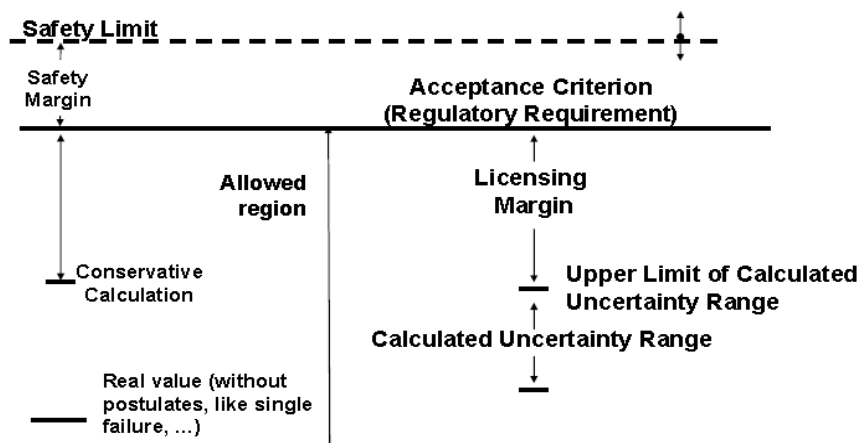 Safety Limit
Safety
Margin
Acceptance Criterion
(Regulatory Requirement)
Allowed
region
Licensing
Margin
Conservative
Calculation
Upper Limit of Calculated
Uncertainty Range
Calculated Uncertainty Range
Real value (without
postulates, like single
failure, ...)